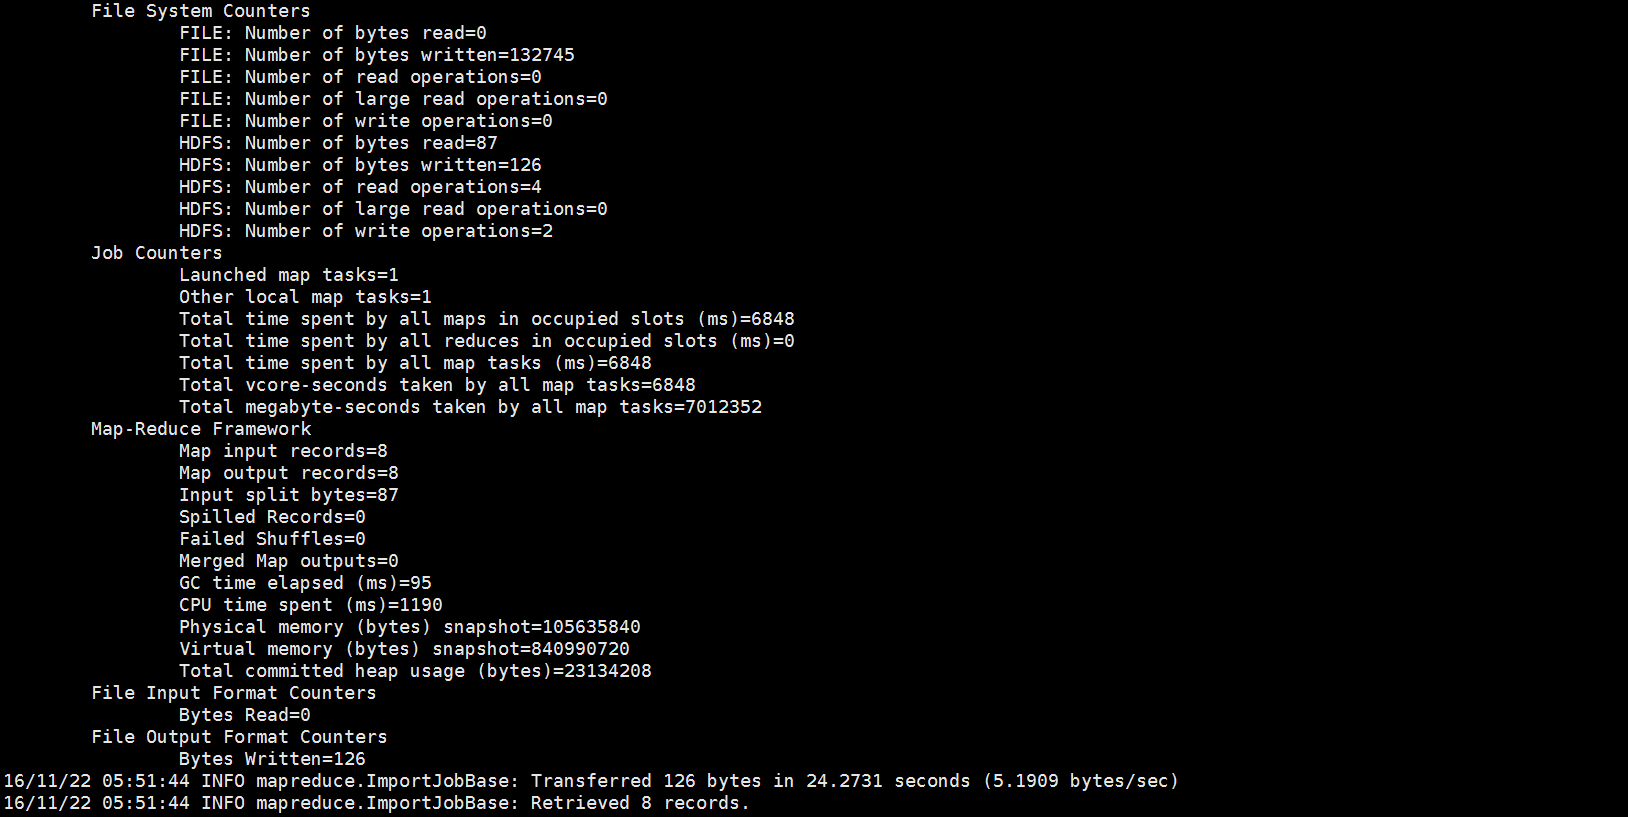 File System Counters
FILE: Number of bytes read=0
FILE: Number of bytes written=132745
FILE: Number of read operations=0
FILE: Number of large read operations=0
FILE: Number of write operations=0
HDFS: Number of bytes read=87
HDFS: Number of bytes written=126
HDFS: Number of read operations=4
HDFS: Number of large read operations=0
HDFS: Number of write operations=2
Job Counters
Launched map tasks=1
Other local map tasks=1
Total time spent by all maps in occupied slots (ms)=6848
Total time spent by all reduces in occupied slots (ms)=0
Total time spent by all map tasks (ms)=6848
Total vcore-seconds taken by all map tasks=6848
Total megabyte-seconds taken by all map tasks=7012352
Map-Reduce Framework
Map input records=8
Map output records=8
Input split bytes=87
Spilled Records=0
Failed Shuffles=0
Merged Map outputs=0
GC time elapsed (ms)=95
CPU time spent (ms)=1190
Physical memory (bytes) snapshot=105635840
Virtual memory (bytes) snapshot=840990720
Total committed heap usage (bytes)=23134208
File Input Format Counters
Bytes Read=0
File Output Format Counters
Bytes Written=126
16/11/22 05:51:44 INFO mapreduce.ImportJobBase: Transferred 126 bytes in 24.2731 seconds (5.1909 bytes/sec)
16/11/22 05:51:44 INFO mapreduce.ImportJobBase: Retrieved 8 records.